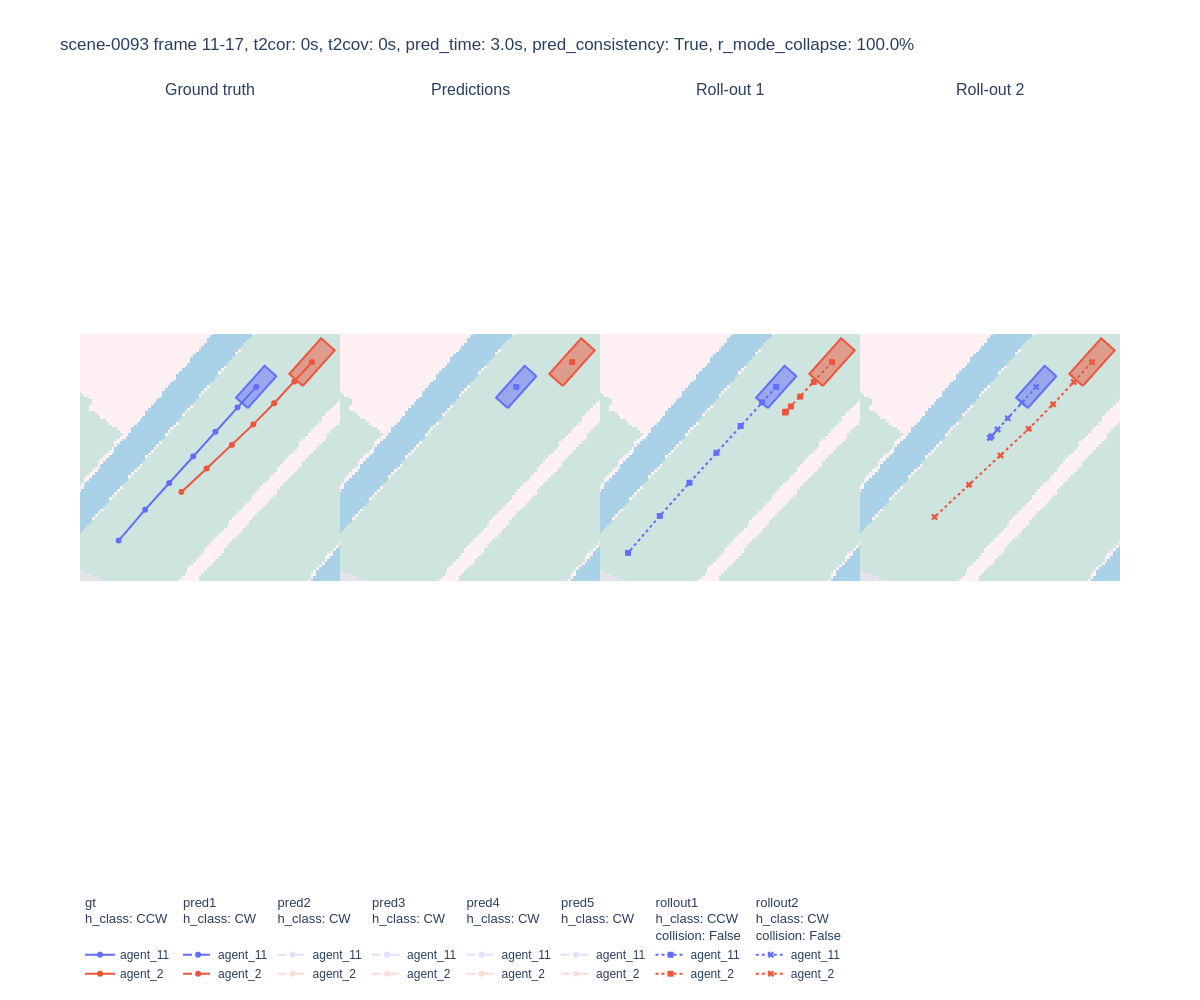 scene-0093 frame 11-17, t2cor: 0s, t2cov: 0s, pred_time: 3.0s, pred_consistency: True, r_mode_collapse: 100.0%
Ground truth Predictions Roll-out 1 Roll-out 2
gt pred1 pred2 pred3 pred4 pred5 rollout1 rollout2
h_class: CCW h_class: CW h_class: CW h_class: CW h_class: CW h_class: CW h_class: CCW h_class: CW
collision: False collision: False
agent_11 agent_11 agent_11 agent_11 agent_11 agent_11 agent_11 agent_11
agent_2 agent_2 agent_2 agent_2 agent_2 agent_2 agent_2 agent_2